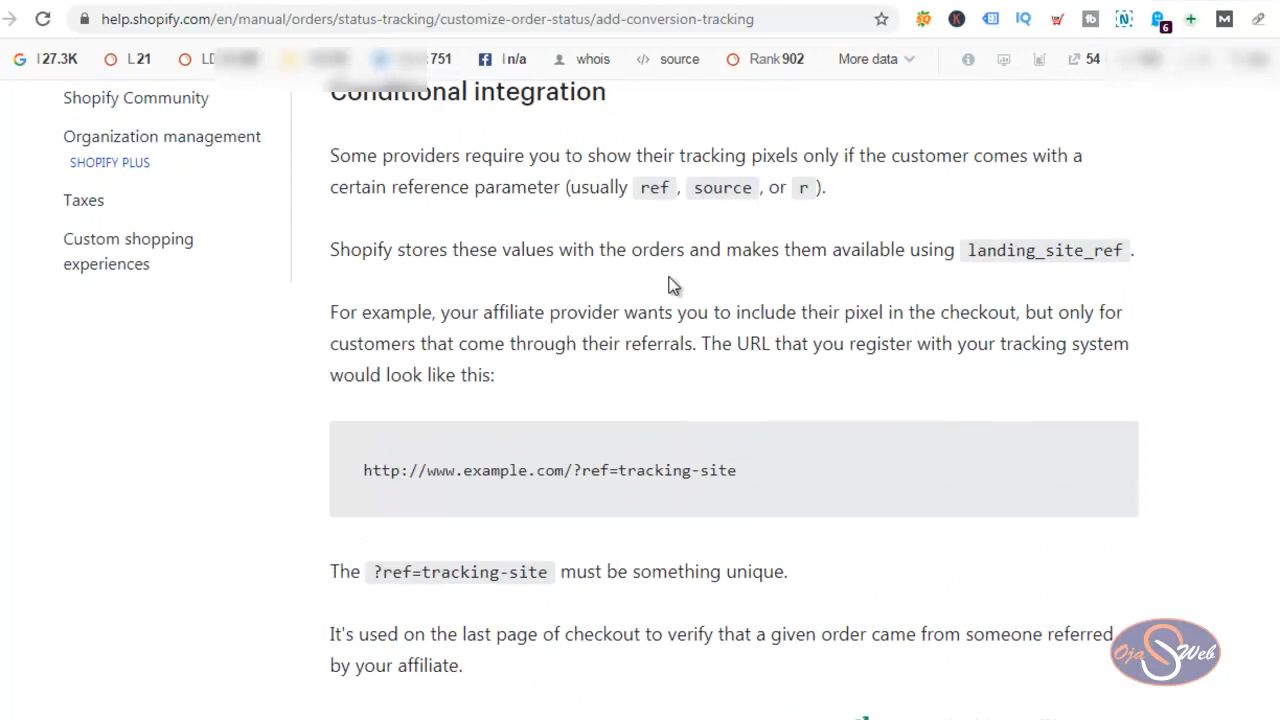 help.shopify.com/en/manual/orders/status-tracking/customize-order-status/add-conversion-tracking
6
I 27.3K L 21 751 I n/a whois source Rank 902 More data 54
Shopify Community
Conditional integration
Organization management
SHOPIFY PLUS
Taxes
Custom shopping
experiences
Some providers require you to show their tracking pixels only if the customer comes with a
certain reference parameter (usually ref, source, or r).
Shopify stores these values with the orders and makes them available using landing_site_ref.
For example, your affiliate provider wants you to include their pixel in the checkout, but only for
customers that come through their referrals. The URL that you register with your tracking system
would look like this:
http://www.example.com/?ref=tracking-site
The ?ref=tracking-site must be something unique.
It's used on the last page of checkout to verify that a given order came from someone referred
by your affiliate.
Ojas Web